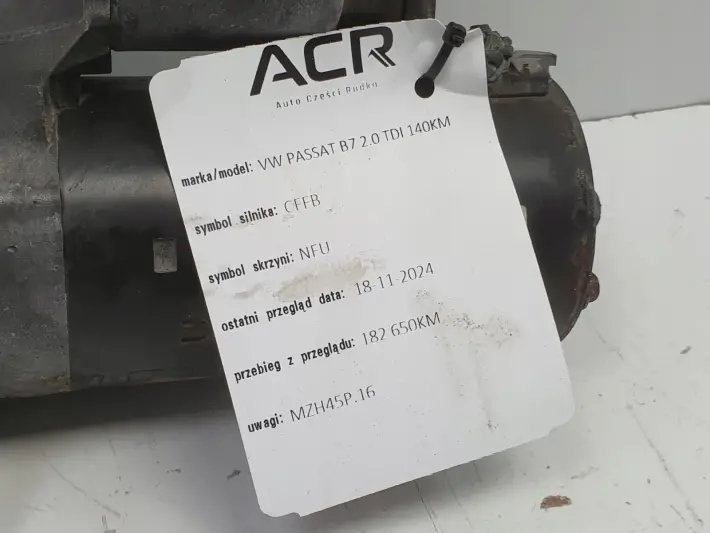 ACR
Auto Części Rudka
marka/model: VW PASSAT B7 2.0 TDI 140KM
symbol silnika: CFFB
symbol skrzyni: NFU
ostatni przegląd data: 18-11-2024
przebieg z przeglądu: 182 650KM
uwagi: MZH45P.16